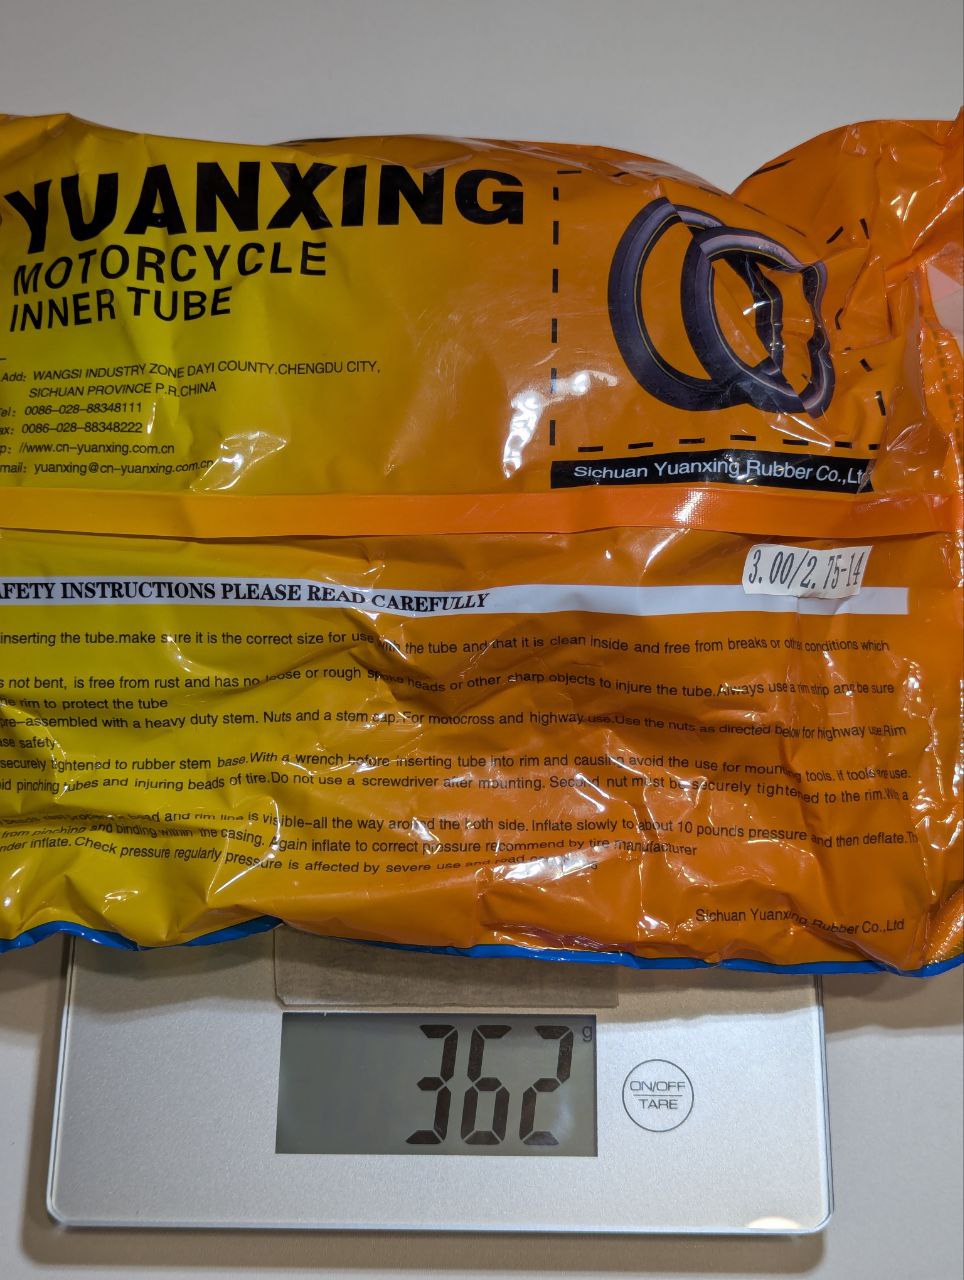 YUANXING
MOTORCYCLE
INNER TUBE
Add: WANGSI INDUSTRY ZONE DAYI COUNTY.CHENGDU CITY,
SICHUAN PROVINCE P.R.CHINA
el: 0086-028-88348111
ax: 0086-028-88348222
p: //www.cn-yuanxing.com.cn
mail: yuanxing@cn-yuanxing.com.cn
Sichuan Yuanxing Rubber Co.,Lt
3.00/2.75-14
AFETY INSTRUCTIONS PLEASE READ CAREFULLY
inserting the tube.make sure it is the correct size for use with the tube and that it is clean inside and free from breaks or other conditions which
s not bent, is free from rust and has no loose or rough spoke heads or other sharp objects to injure the tube.Always use a rim strip and be sure
the rim to protect the tube
pre-assembled with a heavy duty stem. Nuts and a stem cap.For motocross and highway use.Use the nuts as directed below for highway use.Rim
ase safety.
securely tightened to rubber stem base.With a wrench before inserting tube into rim and causing avoid the use for mounting tools. if tools are use.
id pinching tubes and injuring beads of tire.Do not use a screwdriver after mounting. Second nut must be securely tightened to the rim.With a
and rim line is visible-all the way around the both side. Inflate slowly to about 10 pounds pressure and then deflate.Th
from pinching and binding within the casing. Again inflate to correct pressure recommend by tire manufacturer
nder inflate. Check pressure regularly pressure is affected by severe use and
Sichuan Yuanxing Rubber Co.,Ltd
362 g
ON/OFF
TARE